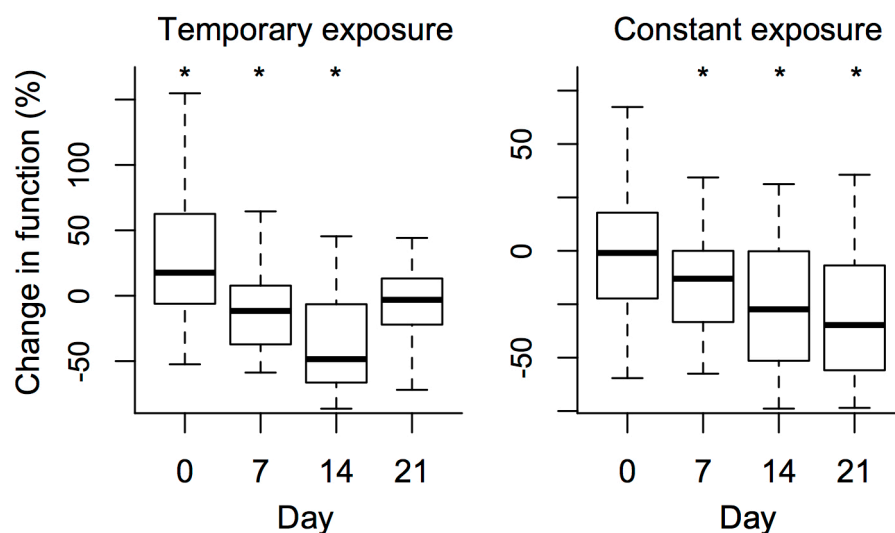 Temporary exposure
Constant exposure
Change in function (%)
* * *
100
50
0
-50
0 7 14 21
Day
* * *
50
0
-50
0 7 14 21
Day